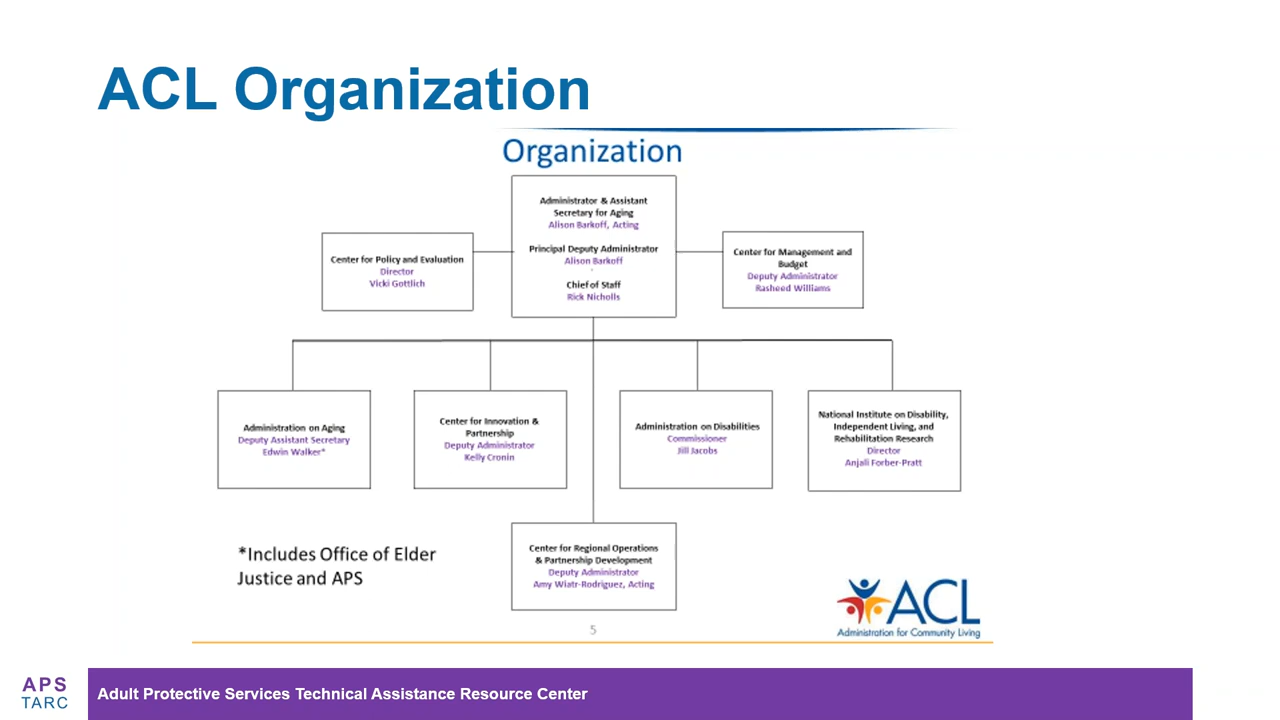 ACL Organization
Organization
Administrator & Assistant
Secretary for Aging
Alison Barkoff, Acting
Principal Deputy Administrator
Alison Barkoff
Chief of Staff
Rick Nicholls
Center for Policy and Evaluation
Director
Vicki Gottlich
Center for Management and
Budget
Deputy Administrator
Rasheed Williams
Administration on Aging
Deputy Assistant Secretary
Edwin Walker*
Center for Innovation &
Partnership
Deputy Administrator
Kelly Cronin
Administration on Disabilities
Commissioner
Jill Jacobs
National Institute on Disability,
Independent Living, and
Rehabilitation Research
Director
Anjali Forber-Pratt
Center for Regional Operations
& Partnership Development
Deputy Administrator
Amy Wiatr-Rodriguez, Acting
*Includes Office of Elder
Justice and APS
5
ACL
Administration for Community Living
APS
TARC
Adult Protective Services Technical Assistance Resource Center